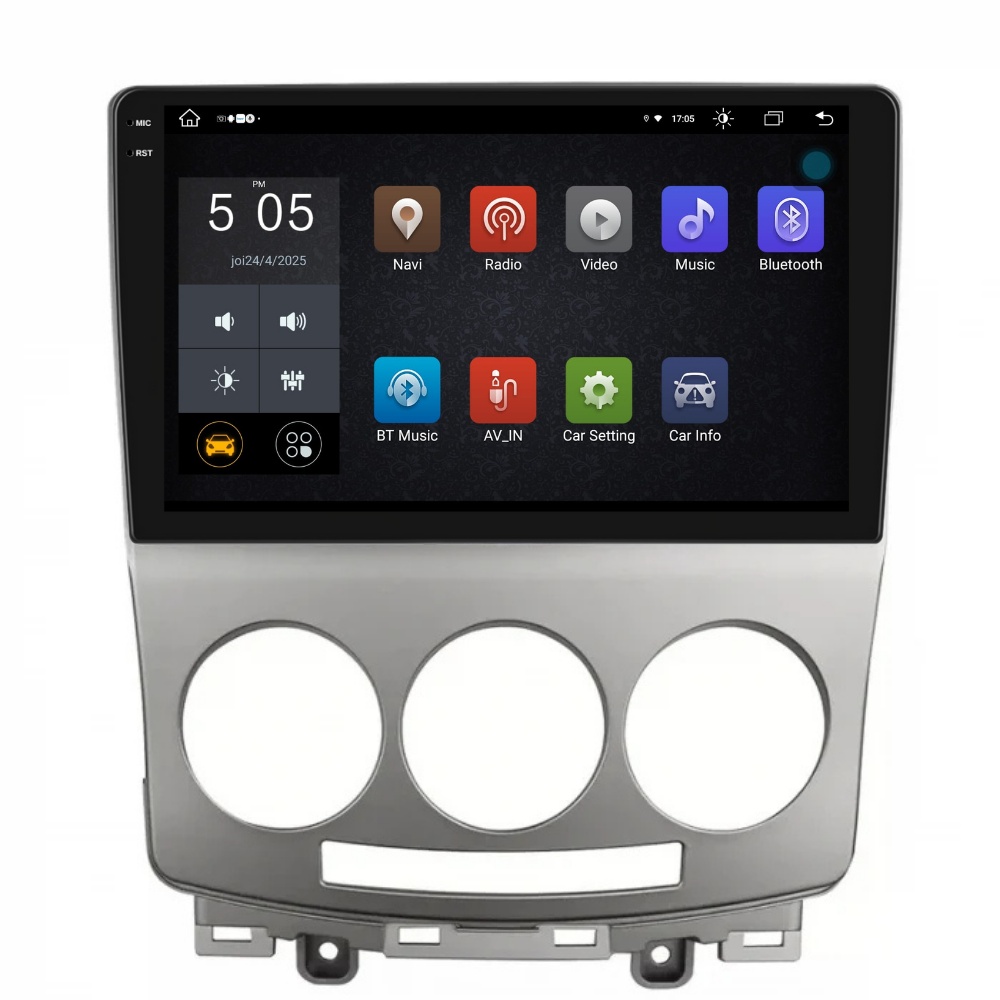 MIC
RST
17:05
PM
5 05
joi24/4/2025
Navi
Radio
Video
Music
Bluetooth
BT Music
AV_IN
Car Setting
Car Info